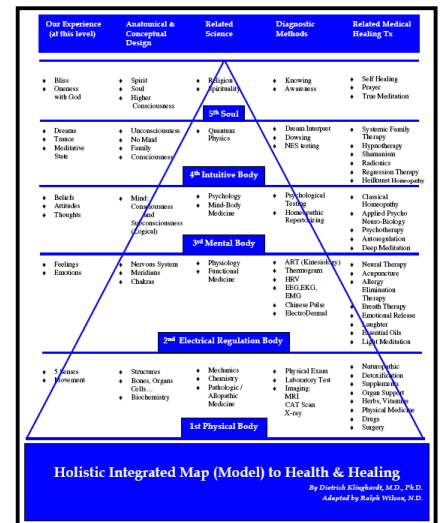 Our Experience
(at this level)
Anatomical &
Conceptual
Design
Related
Science
Diagnostic
Methods
Related Medical
Healing Tx
♦ Bliss
♦ Oneness
with God
♦ Spirit
♦ Soul
♦ Higher
Consciousness
♦ Religion
♦ Spirituality
♦ Knowing
♦ Awareness
♦ Self Healing
♦ Prayer
♦ True Meditation
5th Soul
♦ Dreams
♦ Trance
♦ Meditative
State
♦ Unconsciousness
♦ No Mind
♦ Family
♦ Consciousness
♦ Quantum
Physics
♦ Dream Interpret
♦ Dowsing
♦ NES testing
♦ Systemic Family
Therapy
♦ Hypnotherapy
♦ Shamanism
♦ Radionics
♦ Regression Therapy
♦ Heilkunst Homeopathy
4th Intuitive Body
♦ Beliefs
♦ Attitudes
♦ Thoughts
♦ Mind:
Consciousness
and
Subconsciousness
(Logical)
♦ Psychology
♦ Mind-Body
Medicine
♦ Psychological
Testing
♦ Homeopathic
Repertorizing
♦ Classical
Homeopathy
♦ Applied Psycho
Neuro-Biology
♦ Psychotherapy
♦ Autoregulation
♦ Deep Meditation
3rd Mental Body
♦ Feelings
♦ Emotions
♦ Nervous System
♦ Meridians
♦ Chakras
♦ Physiology
♦ Functional
Medicine
♦ ART (Kinesiology)
♦ Thermogram
♦ HRV
♦ EEG,EKG,
EMG
♦ Chinese Pulse
♦ ElectroDermal
♦ Neural Therapy
♦ Acupuncture
♦ Allergy
Elimination
Therapy
♦ Breath Therapy
♦ Emotional Release
♦ Laughter
♦ Essential Oils
♦ Light Meditation
2nd Electrical Regulation Body
♦ 5 Senses
♦ Movement
♦ Structures
♦ Bones, Organs
Cells…
♦ Biochemistry
♦ Mechanics
♦ Chemistry
♦ Pathologic /
Allopathic
Medicine
♦ Physical Exam
♦ Laboratory Test
♦ Imaging:
MRI
CAT Scan
X-ray
♦ Naturopathic
♦ Detoxification
♦ Supplements
♦ Organ Support
♦ Herbs, Vitamins
♦ Physical Medicine
♦ Drugs
♦ Surgery
1st Physical Body
Holistic Integrated Map (Model) to Health & Healing
By Dietrich Klinghardt, M.D., Ph.D.
Adapted by Ralph Wilson, N.D.